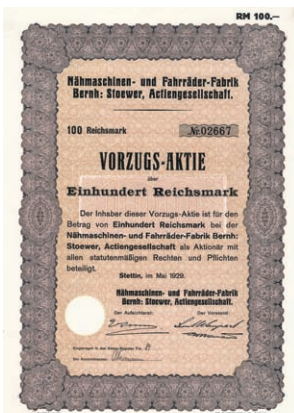 RM 100.—
Nähmaschinen- und Fahrräder-Fabrik
Bernh: Stoewer, Actiengesellschaft.
100 Reichsmark
№02667
VORZUGS-AKTIE
über
Einhundert Reichsmark
Der Inhaber dieser Vorzugs-Aktie ist für den
Betrag von Einhundert Reichsmark bei der
Nähmaschinen- und Fahrräder-Fabrik Bernh:
Stoewer, Actiengesellschaft als Aktionär mit
allen statutenmäßigen Rechten und Pflichten
beteiligt.
Stettin, im Mai 1929.
Nähmaschinen- und Fahrräder-Fabrik
Bernh: Stoewer, Actiengesellschaft.
Der Aufsichtsrat: Der Vorstand: